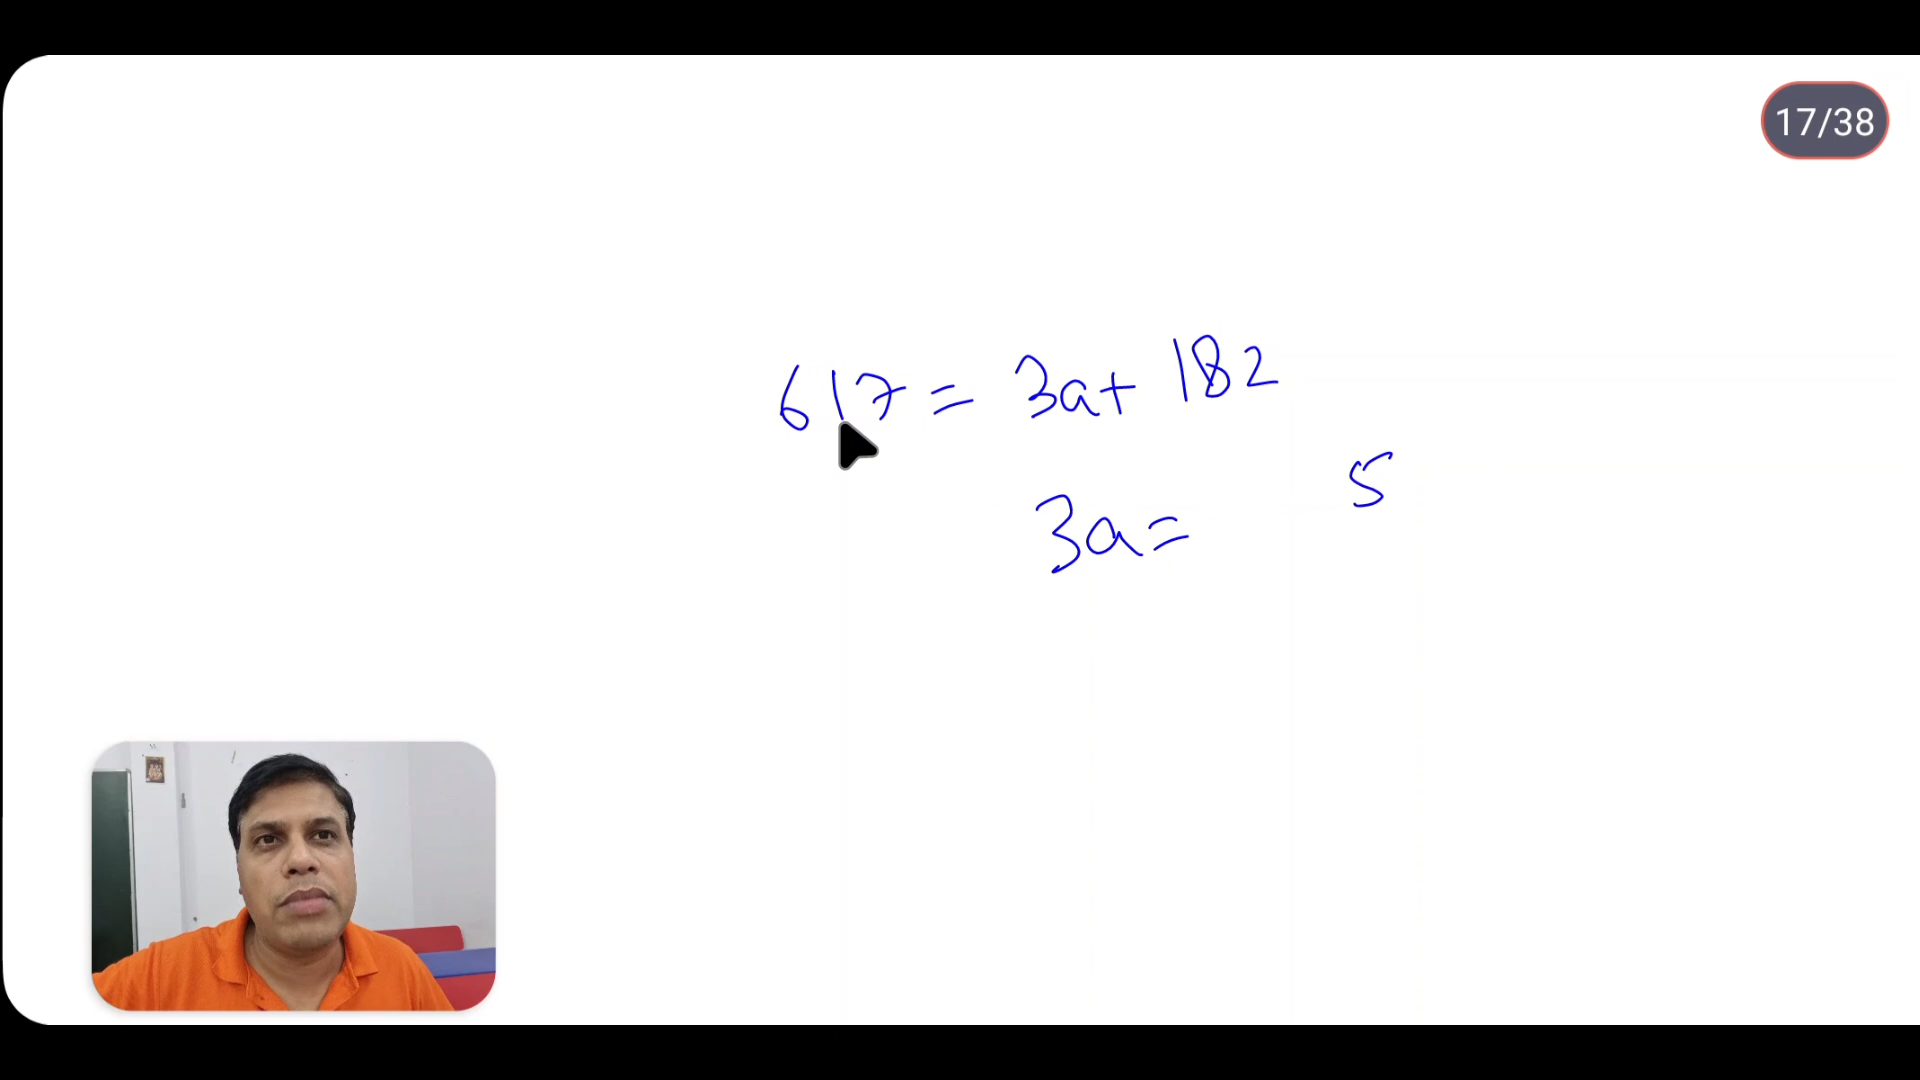 17/38
617 = 3a + 182
3a = 5